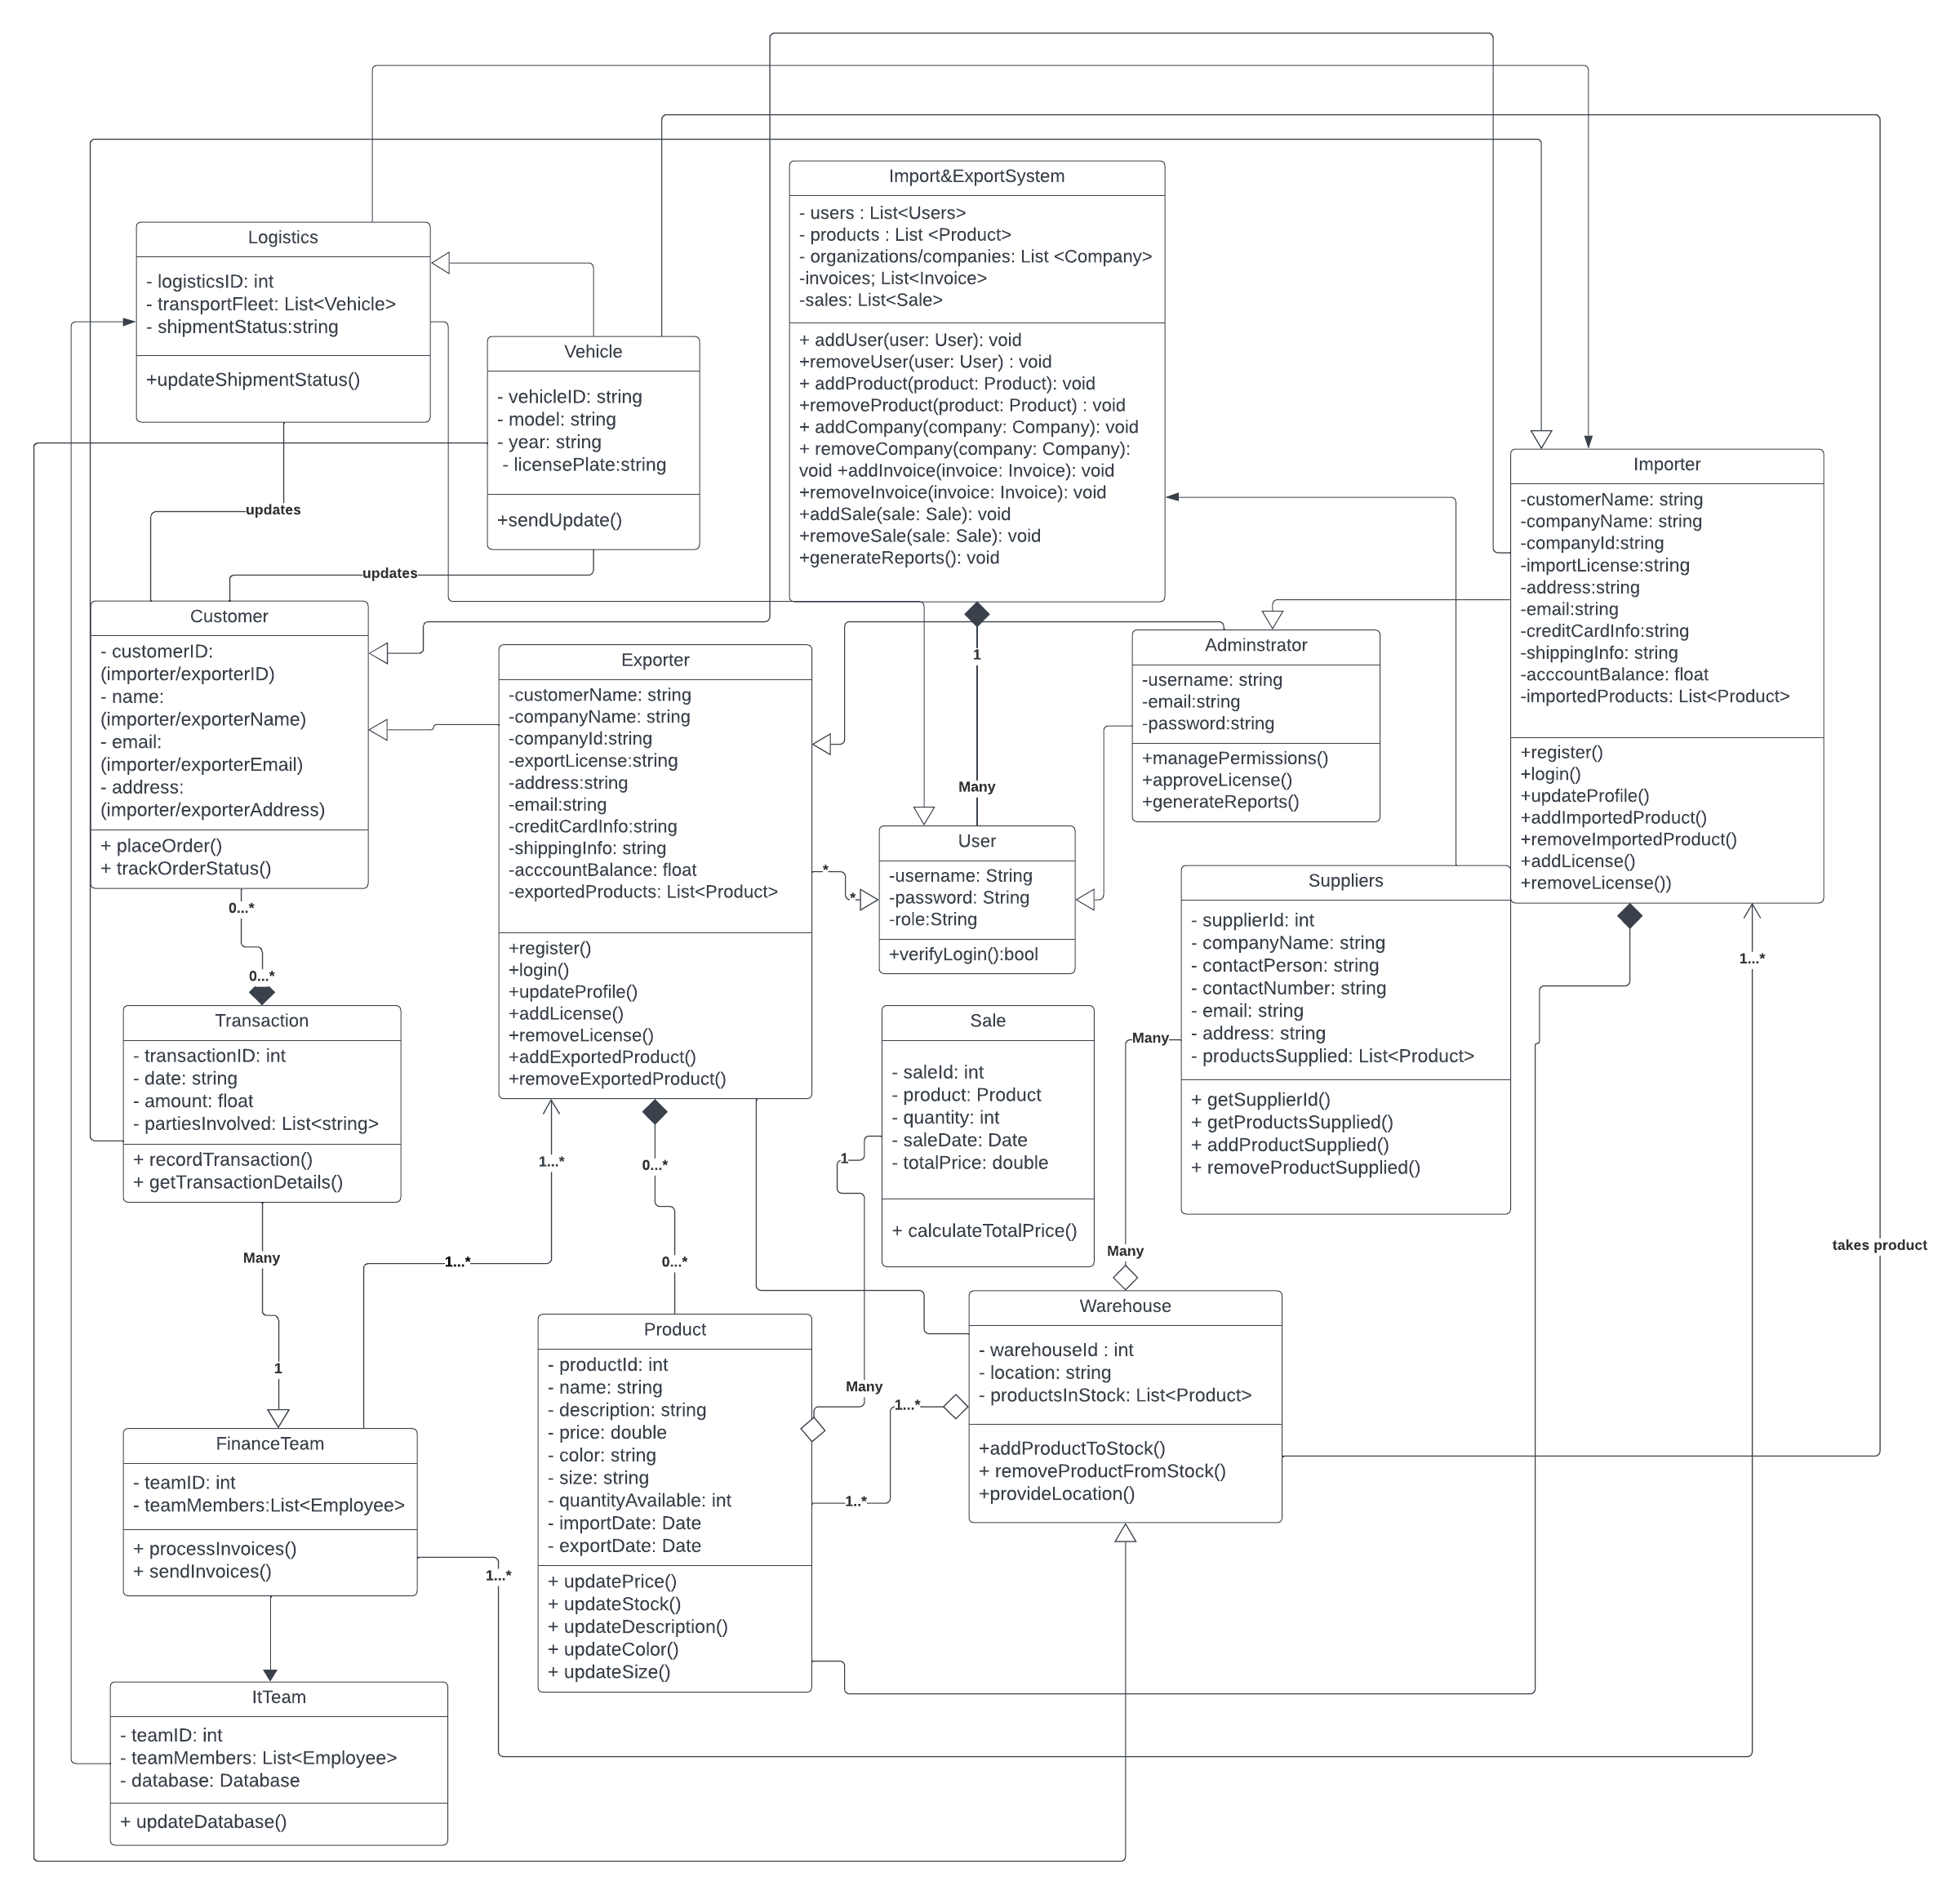 Import&ExportSystem
- users : List<Users>
- products : List <Product>
- organizations/companies: List <Company>
-invoices; List<Invoice>
-sales: List<Sale>
+ addUser(user: User): void
+removeUser(user: User) : void
+ addProduct(product: Product): void
+removeProduct(product: Product) : void
+ addCompany(company: Company): void
+ removeCompany(company: Company):
void +addInvoice(invoice: Invoice): void
+removeInvoice(invoice: Invoice): void
+addSale(sale: Sale): void
+removeSale(sale: Sale): void
+generateReports(): void
Logistics
- logisticsID: int
- transportFleet: List<Vehicle>
- shipmentStatus:string
+updateShipmentStatus()
Vehicle
- vehicleID: string
- model: string
- year: string
- licensePlate:string
+sendUpdate()
updates
updates
Importer
-customerName: string
-companyName: string
-companyId:string
-importLicense:string
-address:string
-email:string
-creditCardInfo:string
-shippingInfo: string
-acccountBalance: float
-importedProducts: List<Product>
+register()
+login()
+updateProfile()
+addImportedProduct()
+removeImportedProduct()
+addLicense()
+removeLicense())
Customer
- customerID:
(importer/exporterID)
- name:
(importer/exporterName)
- email:
(importer/exporterEmail)
- address:
(importer/exporterAddress)
+ placeOrder()
+ trackOrderStatus()
Exporter
-customerName: string
-companyName: string
-companyId:string
-exportLicense:string
-address:string
-email:string
-creditCardInfo:string
-shippingInfo: string
-acccountBalance: float
-exportedProducts: List<Product>
+register()
+login()
+updateProfile()
+addLicense()
+removeLicense()
+addExportedProduct()
+removeExportedProduct()
1
Many
Adminstrator
-username: string
-email:string
-password:string
+managePermissions()
+approveLicense()
+generateReports()
*
*
User
-username: String
-password: String
-role:String
+verifyLogin():bool
Suppliers
- supplierId: int
- companyName: string
- contactPerson: string
- contactNumber: string
- email: string
- address: string
- productsSupplied: List<Product>
+ getSupplierId()
+ getProductsSupplied()
+ addProductSupplied()
+ removeProductSupplied()
0...*
0...*
1...*
Transaction
- transactionID: int
- date: string
- amount: float
- partiesInvolved: List<string>
+ recordTransaction()
+ getTransactionDetails()
Sale
- saleId: int
- product: Product
- quantity: int
- saleDate: Date
- totalPrice: double
+ calculateTotalPrice()
Many
1
1...*
0...*
Many
1...*
0...*
Many
takes product
1
Many
1...*
1..*
Product
- productId: int
- name: string
- description: string
- price: double
- color: string
- size: string
- quantityAvailable: int
- importDate: Date
- exportDate: Date
+ updatePrice()
+ updateStock()
+ updateDescription()
+ updateColor()
+ updateSize()
Warehouse
- warehouseId : int
- location: string
- productsInStock: List<Product>
+addProductToStock()
+ removeProductFromStock()
+provideLocation()
FinanceTeam
- teamID: int
- teamMembers:List<Employee>
+ processInvoices()
+ sendInvoices()
1...*
ItTeam
- teamID: int
- teamMembers: List<Employee>
- database: Database
+ updateDatabase()